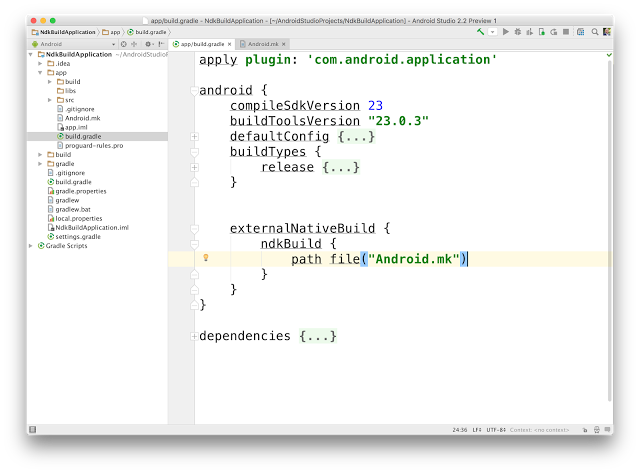 app/build.gradle - NdkBuildApplication - [~/AndroidStudioProjects/NdkBuildApplication] - Android Studio 2.2 Preview 1
NdkBuildApplication app build.gradle
Android
app/build.gradle × Android.mk ×
NdkBuildApplication ~/AndroidStudioP
.idea
app
build
libs
src
.gitignore
Android.mk
app.iml
build.gradle
proguard-rules.pro
build
gradle
.gitignore
build.gradle
gradle.properties
gradlew
gradlew.bat
local.properties
NdkBuildApplication.iml
settings.gradle
Gradle Scripts
apply plugin: 'com.android.application'
android {
compileSdkVersion 23
buildToolsVersion "23.0.3"
defaultConfig {...}
buildTypes {
release {...}
}
externalNativeBuild {
ndkBuild {
path file("Android.mk")
}
}
}
dependencies {...}
24:36 LF÷ UTF-8÷ Context: <no context>